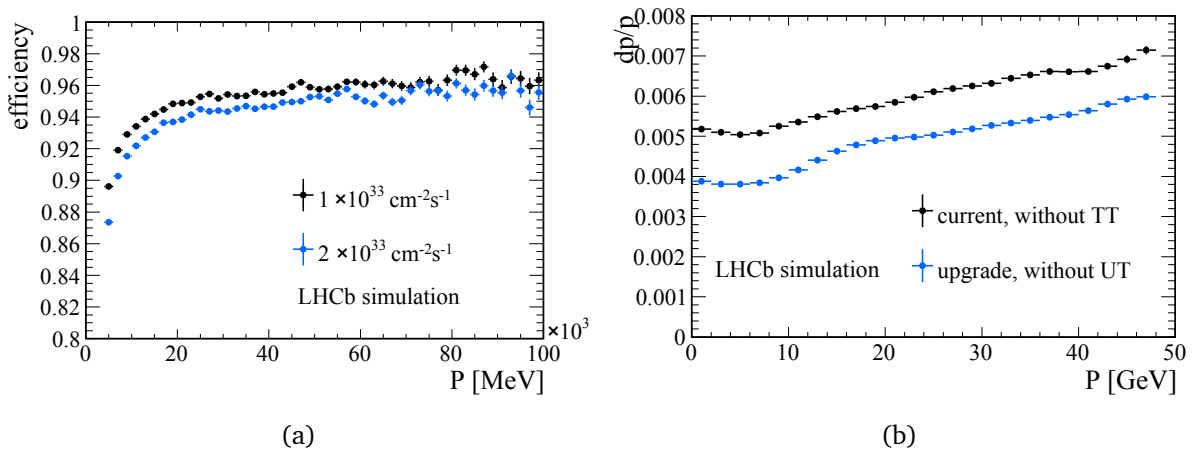 efficiency
0.98
0.96
0.94
0.92
0.9
0.88
0.86
0.84
0.82
0.8
1 ×10³³ cm⁻²s⁻¹
2 ×10³³ cm⁻²s⁻¹
LHCb simulation
×10³
0 20 40 60 80 100
P [MeV]
(a)
dp/p
0.008
0.007
0.006
0.005
0.004
0.003
0.002
0.001
0
current, without TT
LHCb simulation
upgrade, without UT
0 10 20 30 40 50
P [GeV]
(b)